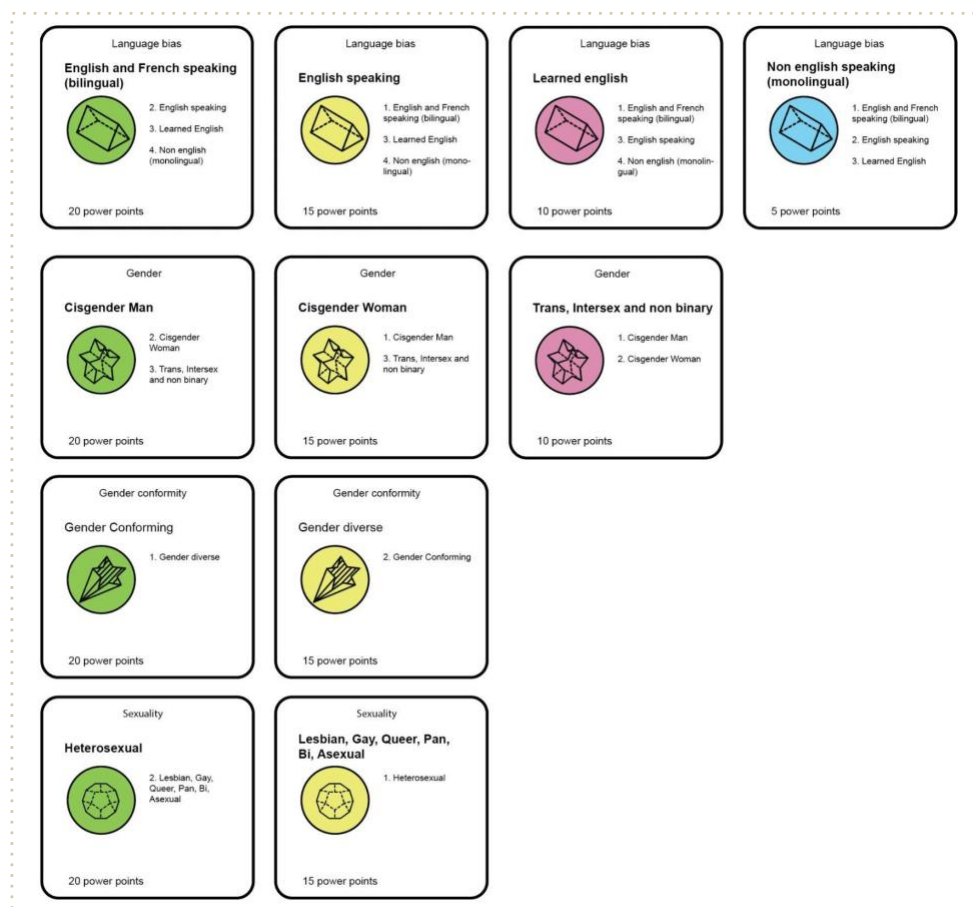 Language bias
English and French speaking
(bilingual)
2. English speaking
3. Learned English
4. Non english
(monolingual)
20 power points
Language bias
English speaking
1. English and French
speaking (bilingual)
3. Learned English
4. Non english (mono-
lingual)
15 power points
Language bias
Learned english
1. English and French
speaking (bilingual)
3. English speaking
4. Non english (monolin-
gual)
10 power points
Language bias
Non english speaking
(monolingual)
1. English and French
speaking (bilingual)
2. English speaking
3. Learned English
5 power points
Gender
Cisgender Man
2. Cisgender
Woman
3. Trans, Intersex
and non binary
20 power points
Gender
Cisgender Woman
1. Cisgender Man
3. Trans, Intersex and
non binary
15 power points
Gender
Trans, Intersex and non binary
1. Cisgender Man
2. Cisgender Woman
10 power points
Gender conformity
Gender Conforming
1. Gender diverse
20 power points
Gender conformity
Gender diverse
2. Gender Conforming
15 power points
Sexuality
Heterosexual
2. Lesbian, Gay,
Queer, Pan, Bi,
Asexual
20 power points
Sexuality
Lesbian, Gay, Queer, Pan,
Bi, Asexual
1. Heterosexual
15 power points